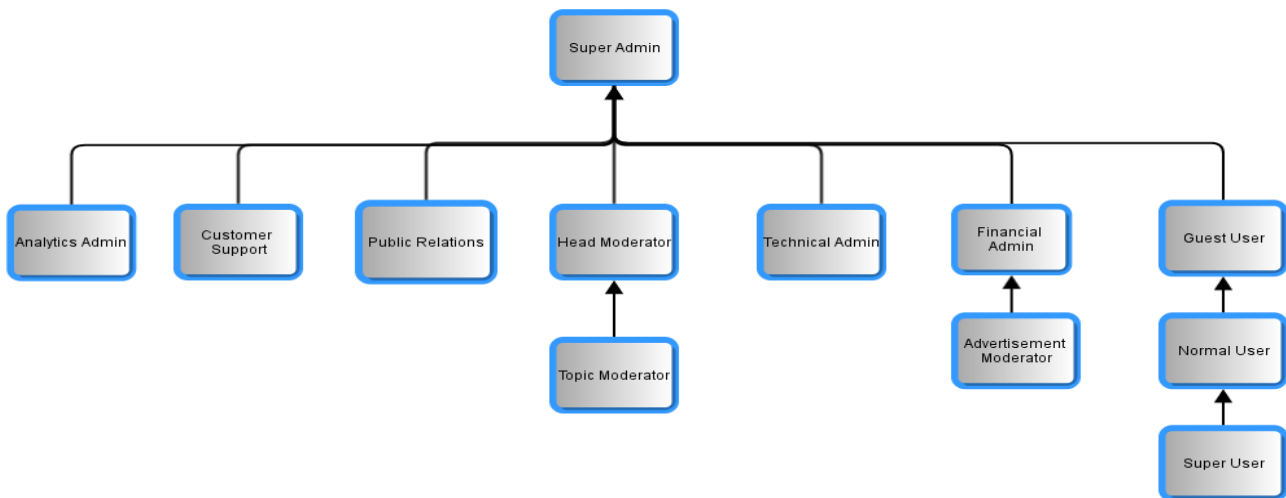 Super Admin
Analytics Admin
Customer
Support
Public Relations
Head Moderator
Technical Admin
Financial
Admin
Guest User
Topic Moderator
Advertisement
Moderator
Normal User
Super User